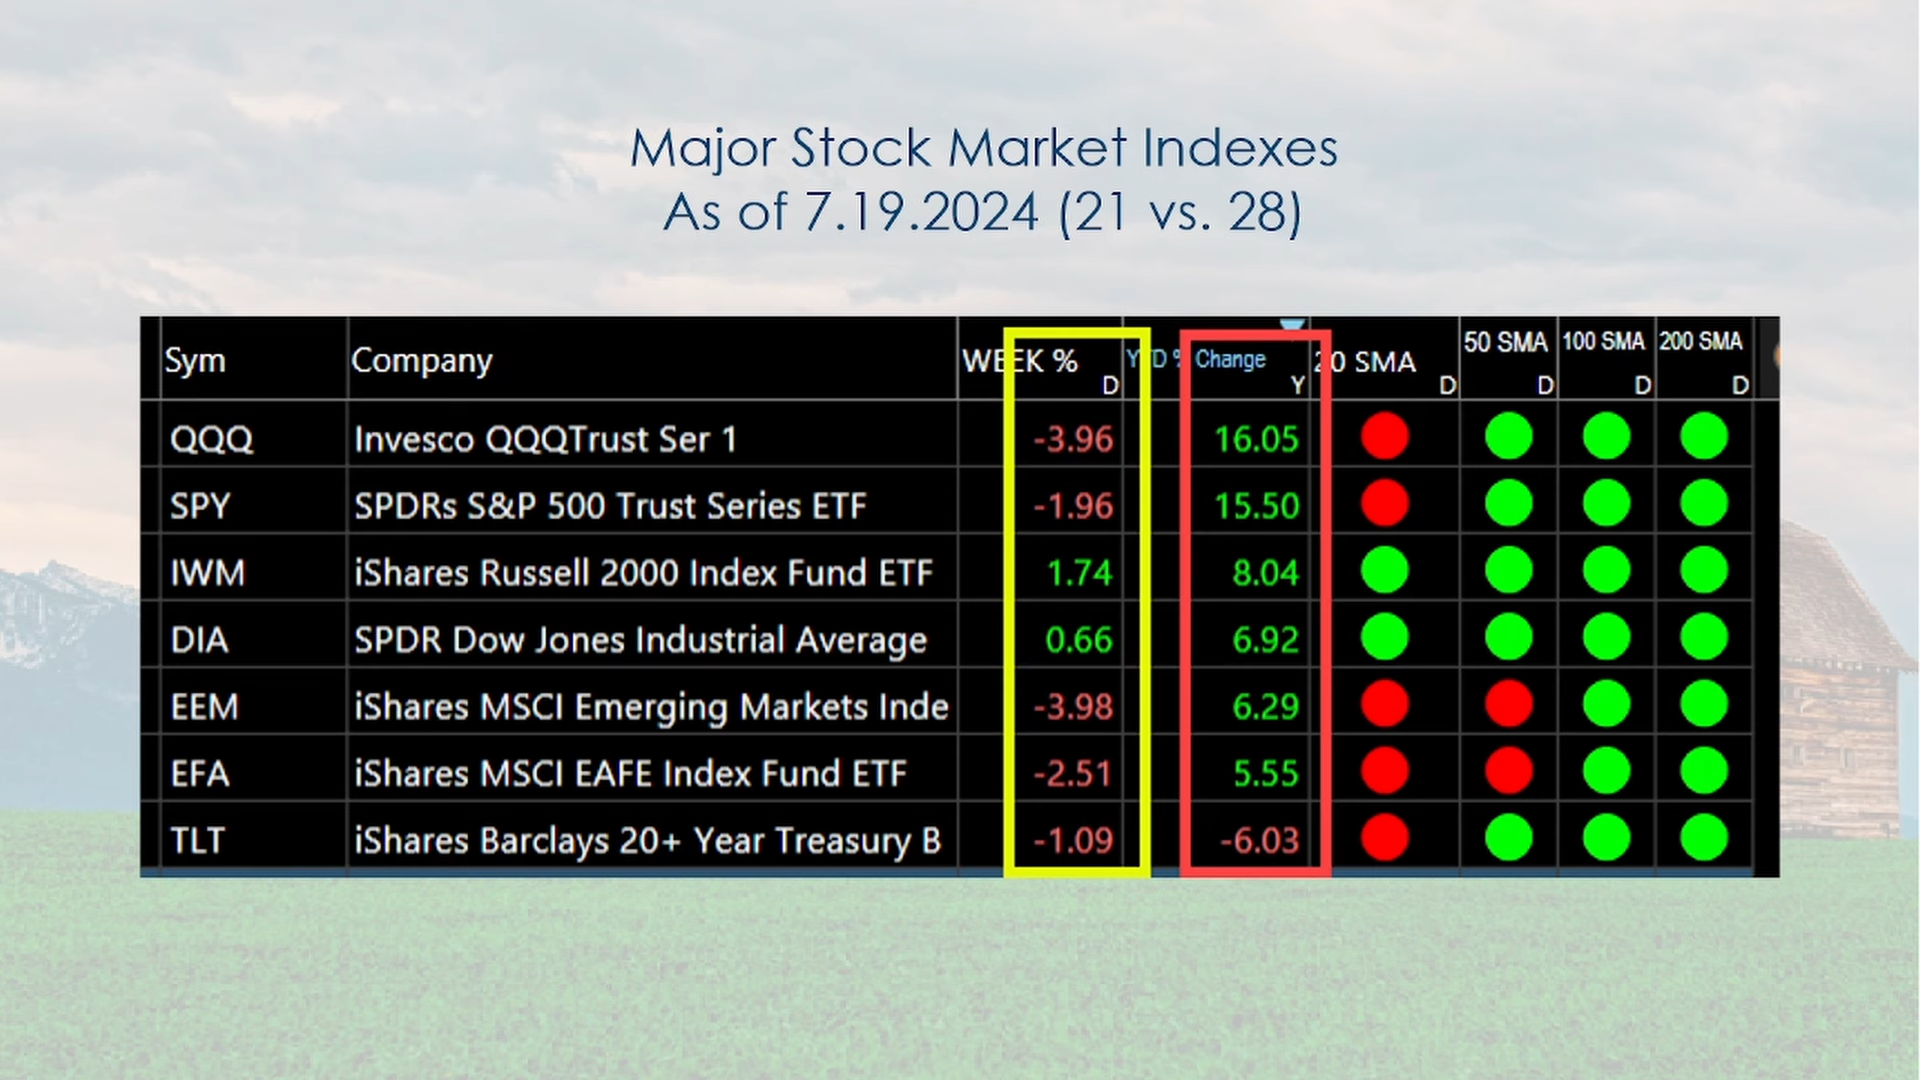 Major Stock Market Indexes
As of 7.19.2024 (21 vs. 28)
Sym Company WEEK % D YTD % Change Y 20 SMA D 50 SMA D 100 SMA D 200 SMA D
QQQ Invesco QQQTrust Ser 1 -3.96 16.05
SPY SPDRs S&P 500 Trust Series ETF -1.96 15.50
IWM iShares Russell 2000 Index Fund ETF 1.74 8.04
DIA SPDR Dow Jones Industrial Average 0.66 6.92
EEM iShares MSCI Emerging Markets Inde -3.98 6.29
EFA iShares MSCI EAFE Index Fund ETF -2.51 5.55
TLT iShares Barclays 20+ Year Treasury B -1.09 -6.03